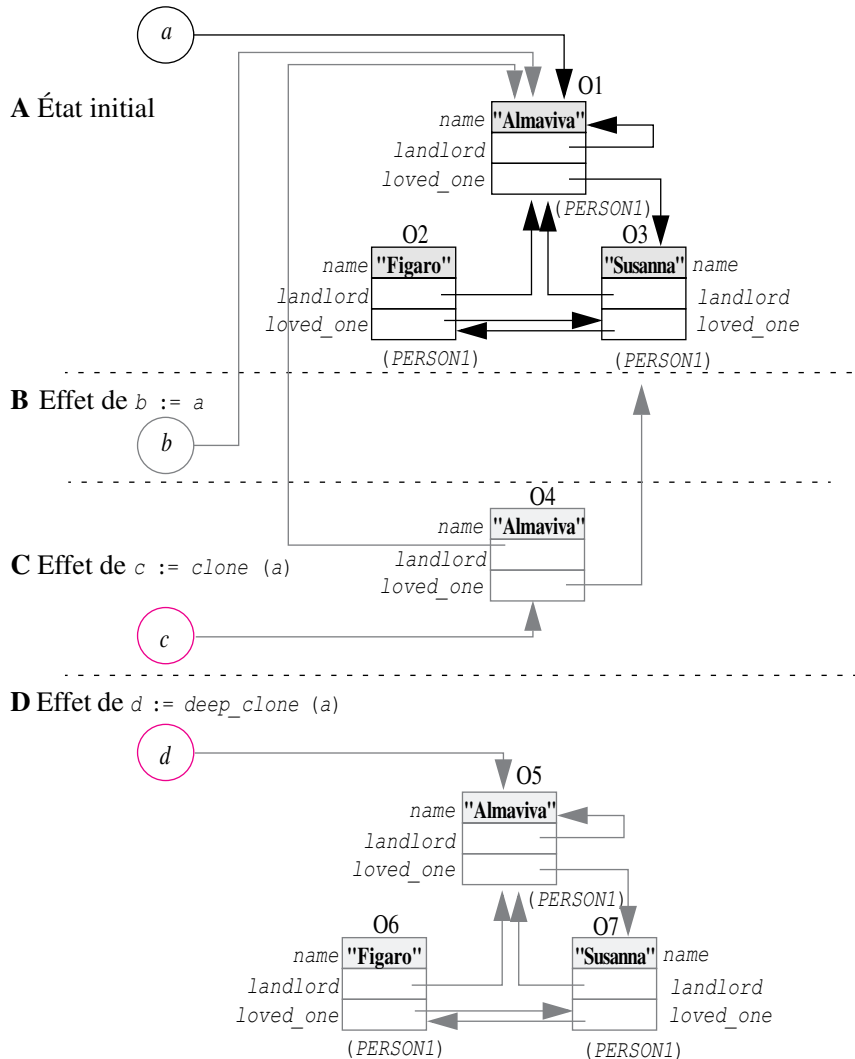 a
A État initial
O1
name "Almaviva"
landlord
loved_one
(PERSON1)
O2
O3
name "Figaro"
"Susanna" name
landlord
landlord
loved_one
loved_one
(PERSON1)
(PERSON1)
B Effet de b := a
b
O4
name "Almaviva"
landlord
C Effet de c := clone (a)
loved_one
c
D Effet de d := deep_clone (a)
d
O5
name "Almaviva"
landlord
loved_one
(PERSON1)
O6
O7
name "Figaro"
"Susanna" name
landlord
landlord
loved_one
loved_one
(PERSON1)
(PERSON1)